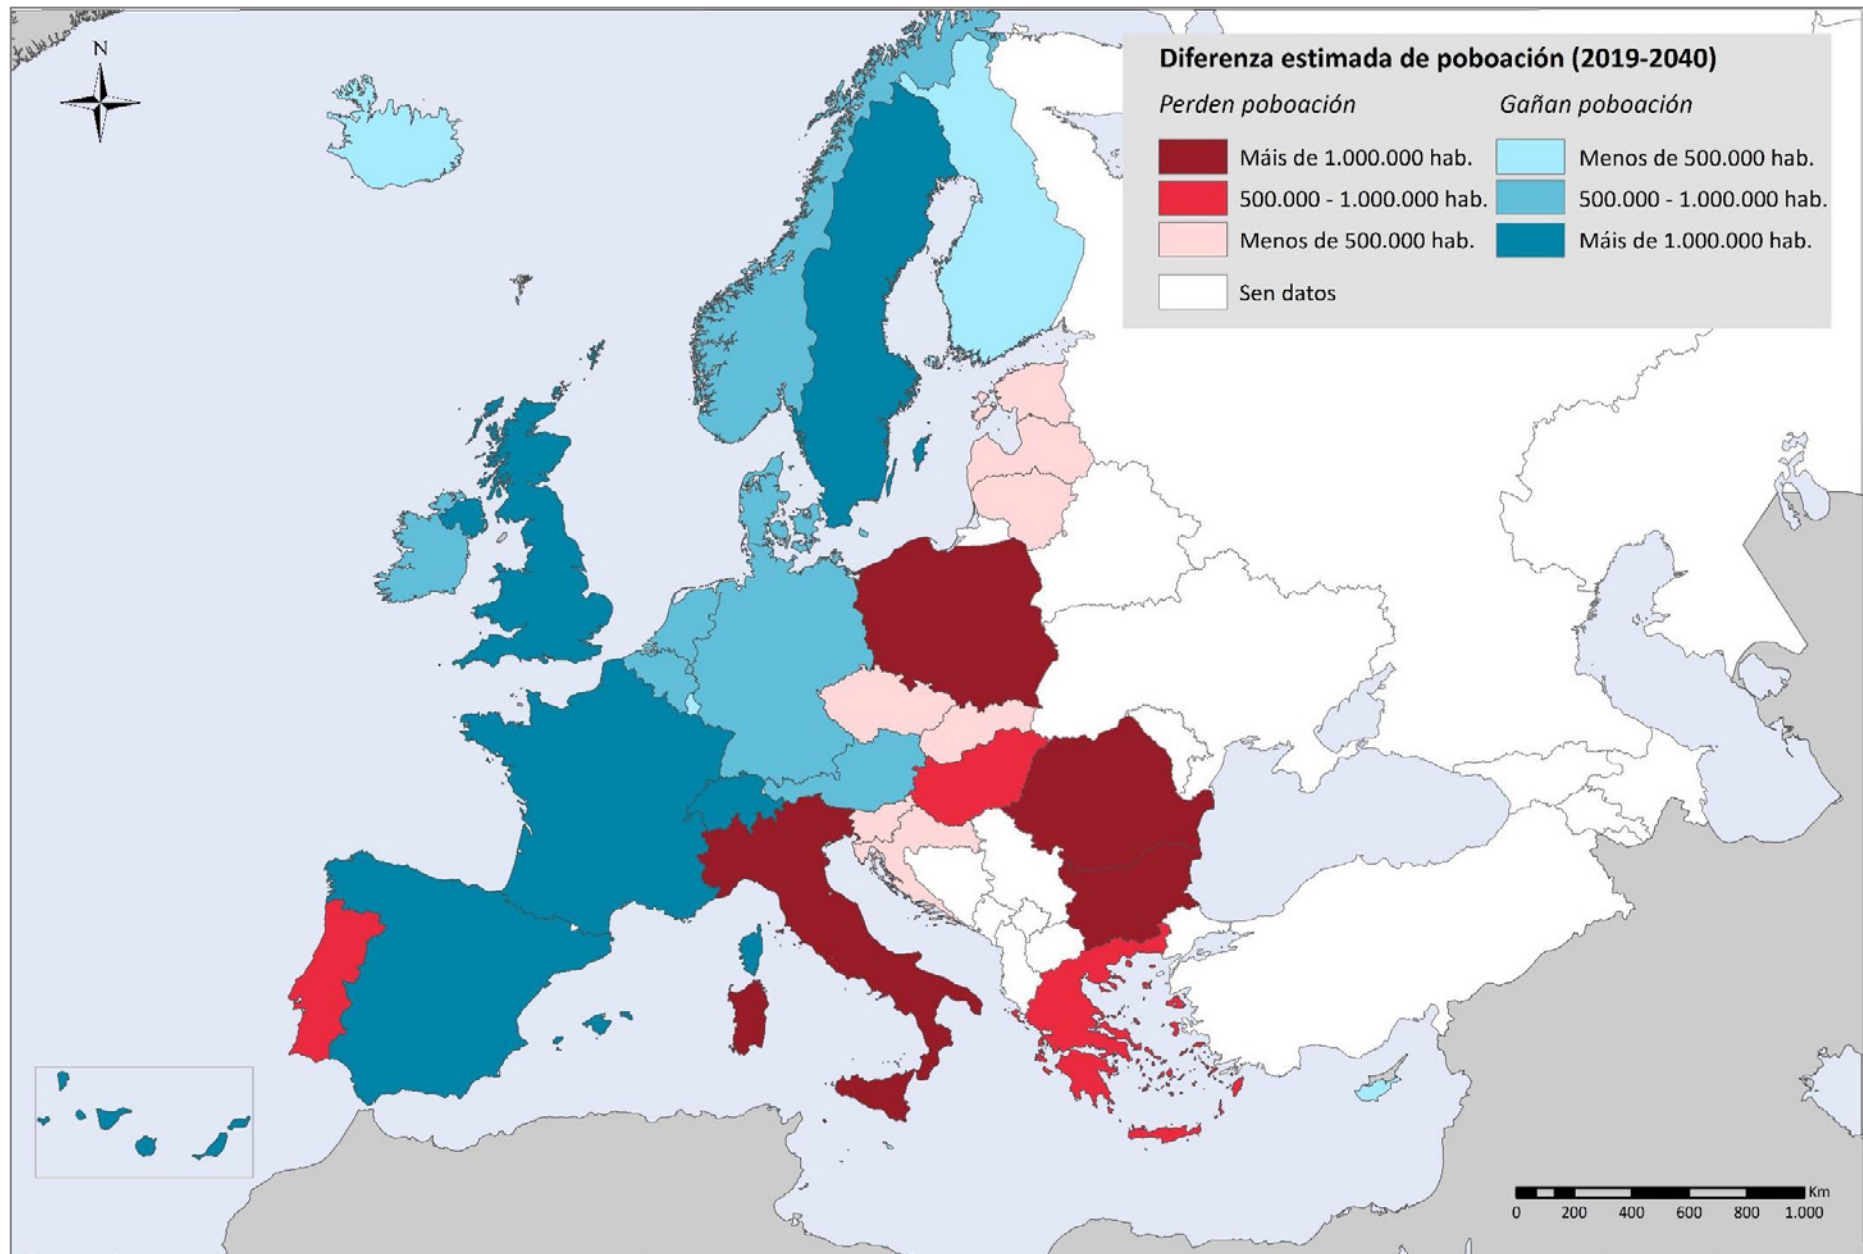 N
Diferenza estimada de poboación (2019-2040)
Perden poboación
Gañan poboación
Máis de 1.000.000 hab.
Menos de 500.000 hab.
500.000 - 1.000.000 hab.
500.000 - 1.000.000 hab.
Menos de 500.000 hab.
Máis de 1.000.000 hab.
Sen datos
Km
0 200 400 600 800 1.000